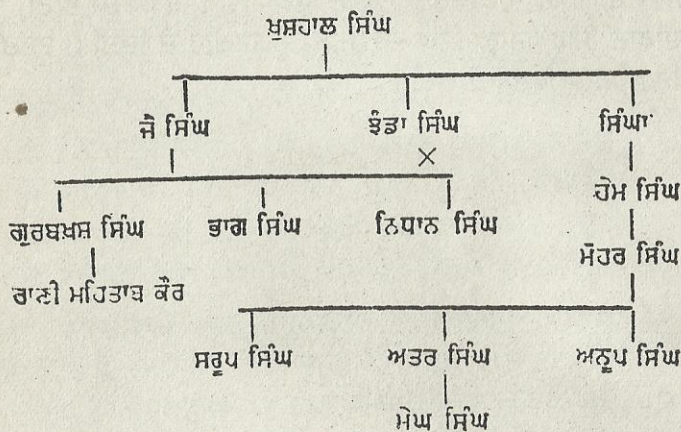 ਖ਼ੁਸ਼ਹਾਲ ਸਿੰਘ
ਜੈ ਸਿੰਘ ਝੰਡਾ ਸਿੰਘ ਸਿੰਘਾ
×
ਹੇਮ ਸਿੰਘ
ਗੁਰਬਖ਼ਸ਼ ਸਿੰਘ ਭਾਗ ਸਿੰਘ ਨਿਧਾਨ ਸਿੰਘ
ਮੋਹਰ ਸਿੰਘ
ਰਾਣੀ ਮਹਿਤਾਬ ਕੌਰ
ਸਰੂਪ ਸਿੰਘ ਅਤਰ ਸਿੰਘ ਅਨੂਪ ਸਿੰਘ
ਮੇਘ ਸਿੰਘ